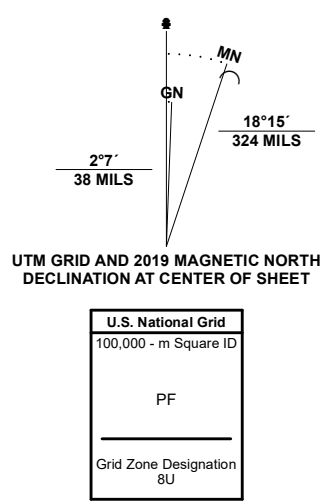 MN
GN
18°15´
324 MILS
2°7´
38 MILS
UTM GRID AND 2019 MAGNETIC NORTH
DECLINATION AT CENTER OF SHEET
U.S. National Grid
100,000 - m Square ID
PF
Grid Zone Designation
8U